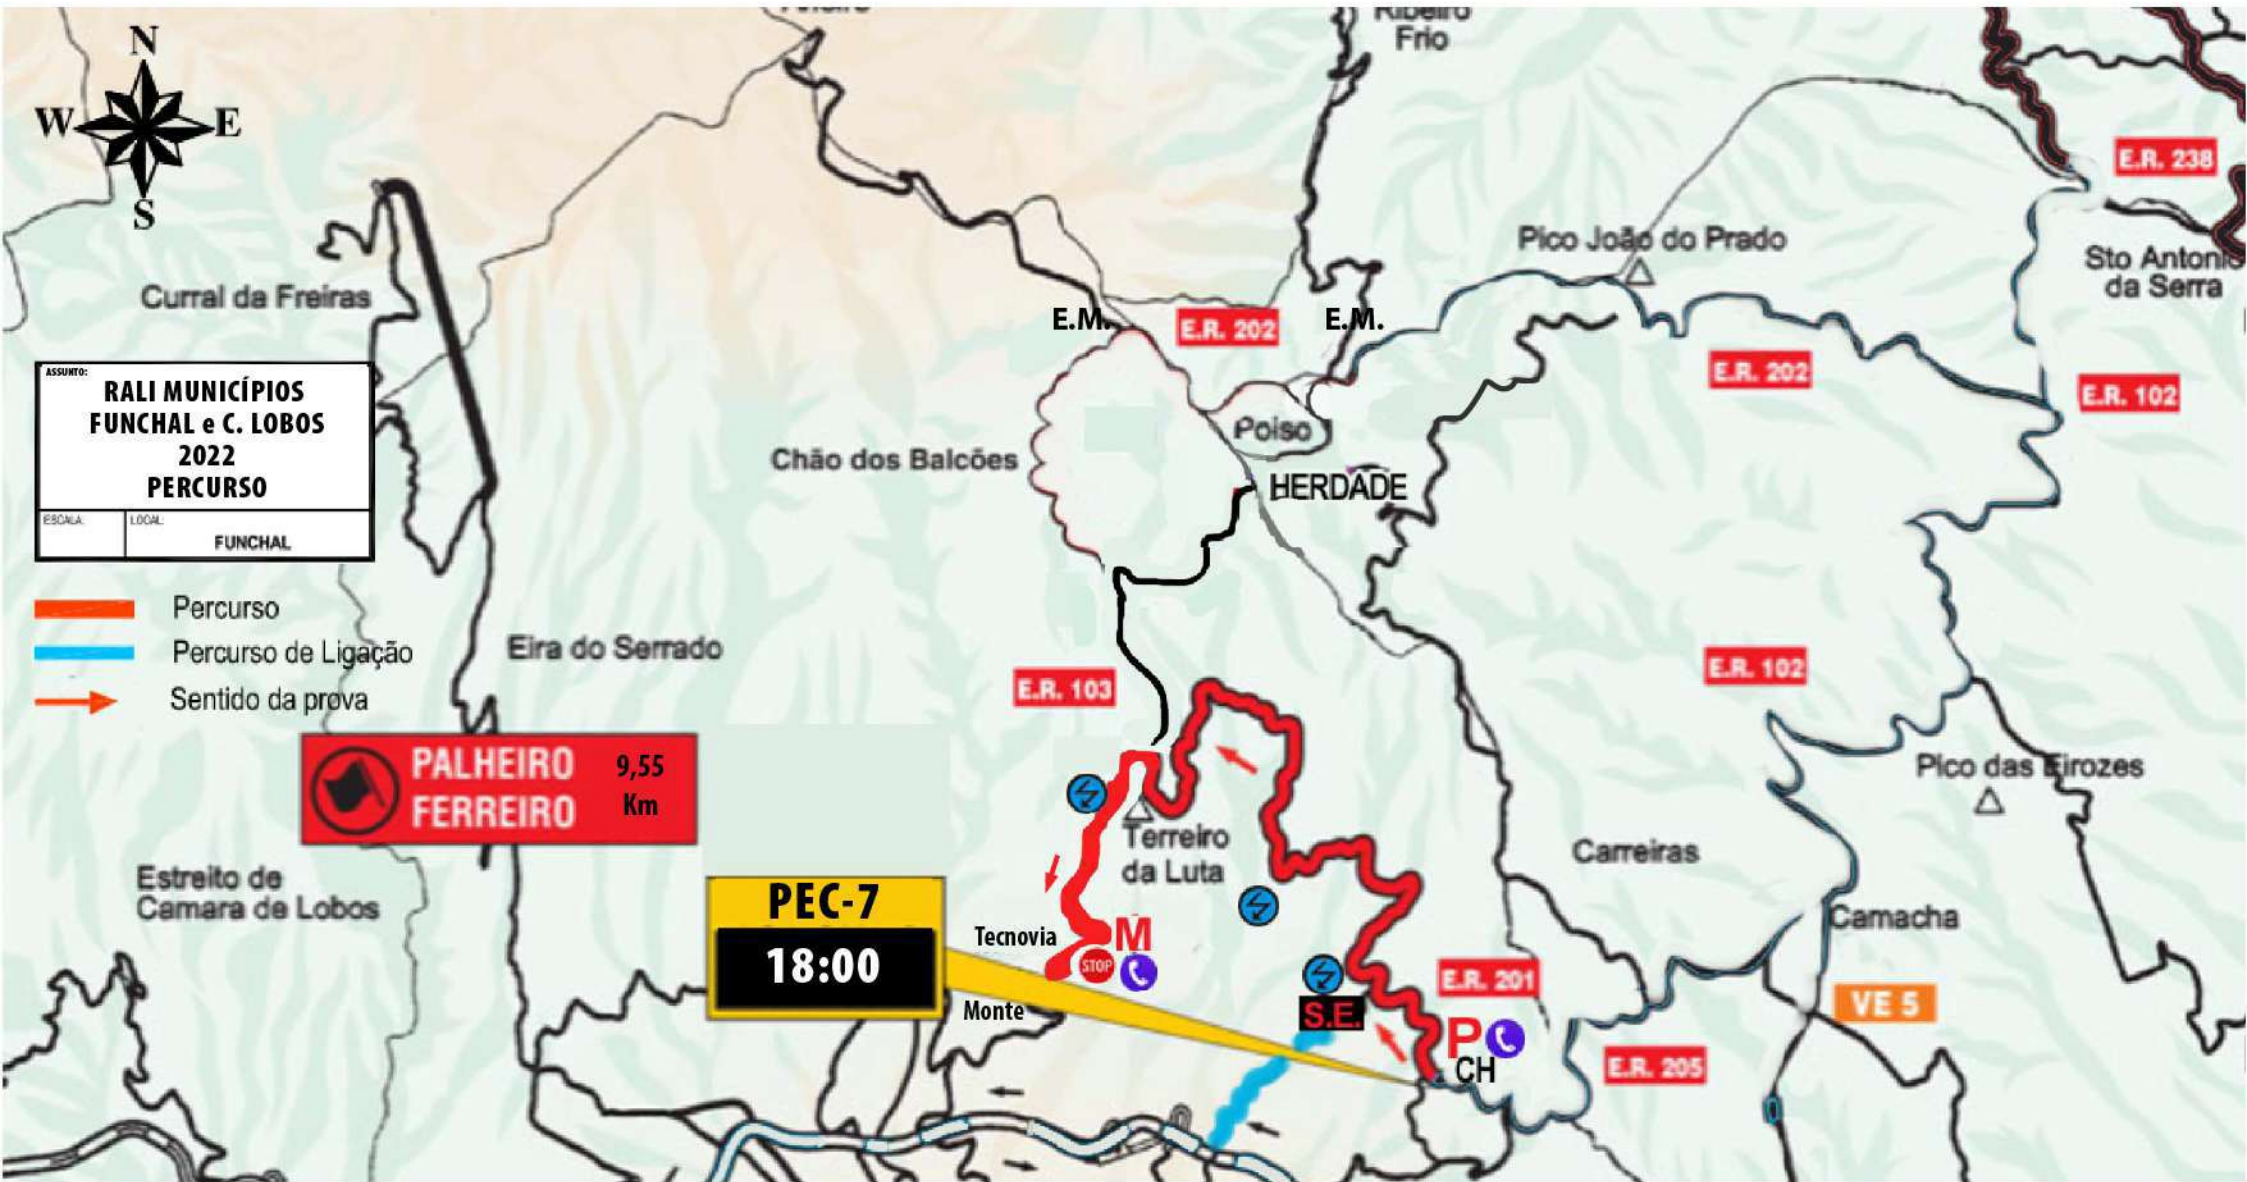 Ribeiro
Frio
N
W
E
S
E.R. 238
Pico João do Prado
Sto Antonio
da Serra
Curral da Freiras
E.M.
E.R. 202
E.M.
E.R. 202
E.R. 102
ASSUNTO:
RALI MUNICÍPIOS
FUNCHAL e C. LOBOS
2022
PERCURSO
ESCALA:
LOCAL:
FUNCHAL
Poiso
Chão dos Balcões
HERDADE
Percurso
Percurso de Ligação
Sentido da prova
Eira do Serrado
E.R. 103
E.R. 102
PALHEIRO
FERREIRO
9,55
Km
Pico das Eirozes
Terreiro
da Luta
Carreiras
Estreito de
Camara de Lobos
PEC-7
18:00
Tecnovia
M
STOP
Monte
Camacha
E.R. 201
VE 5
S.E.
P
CH
E.R. 205